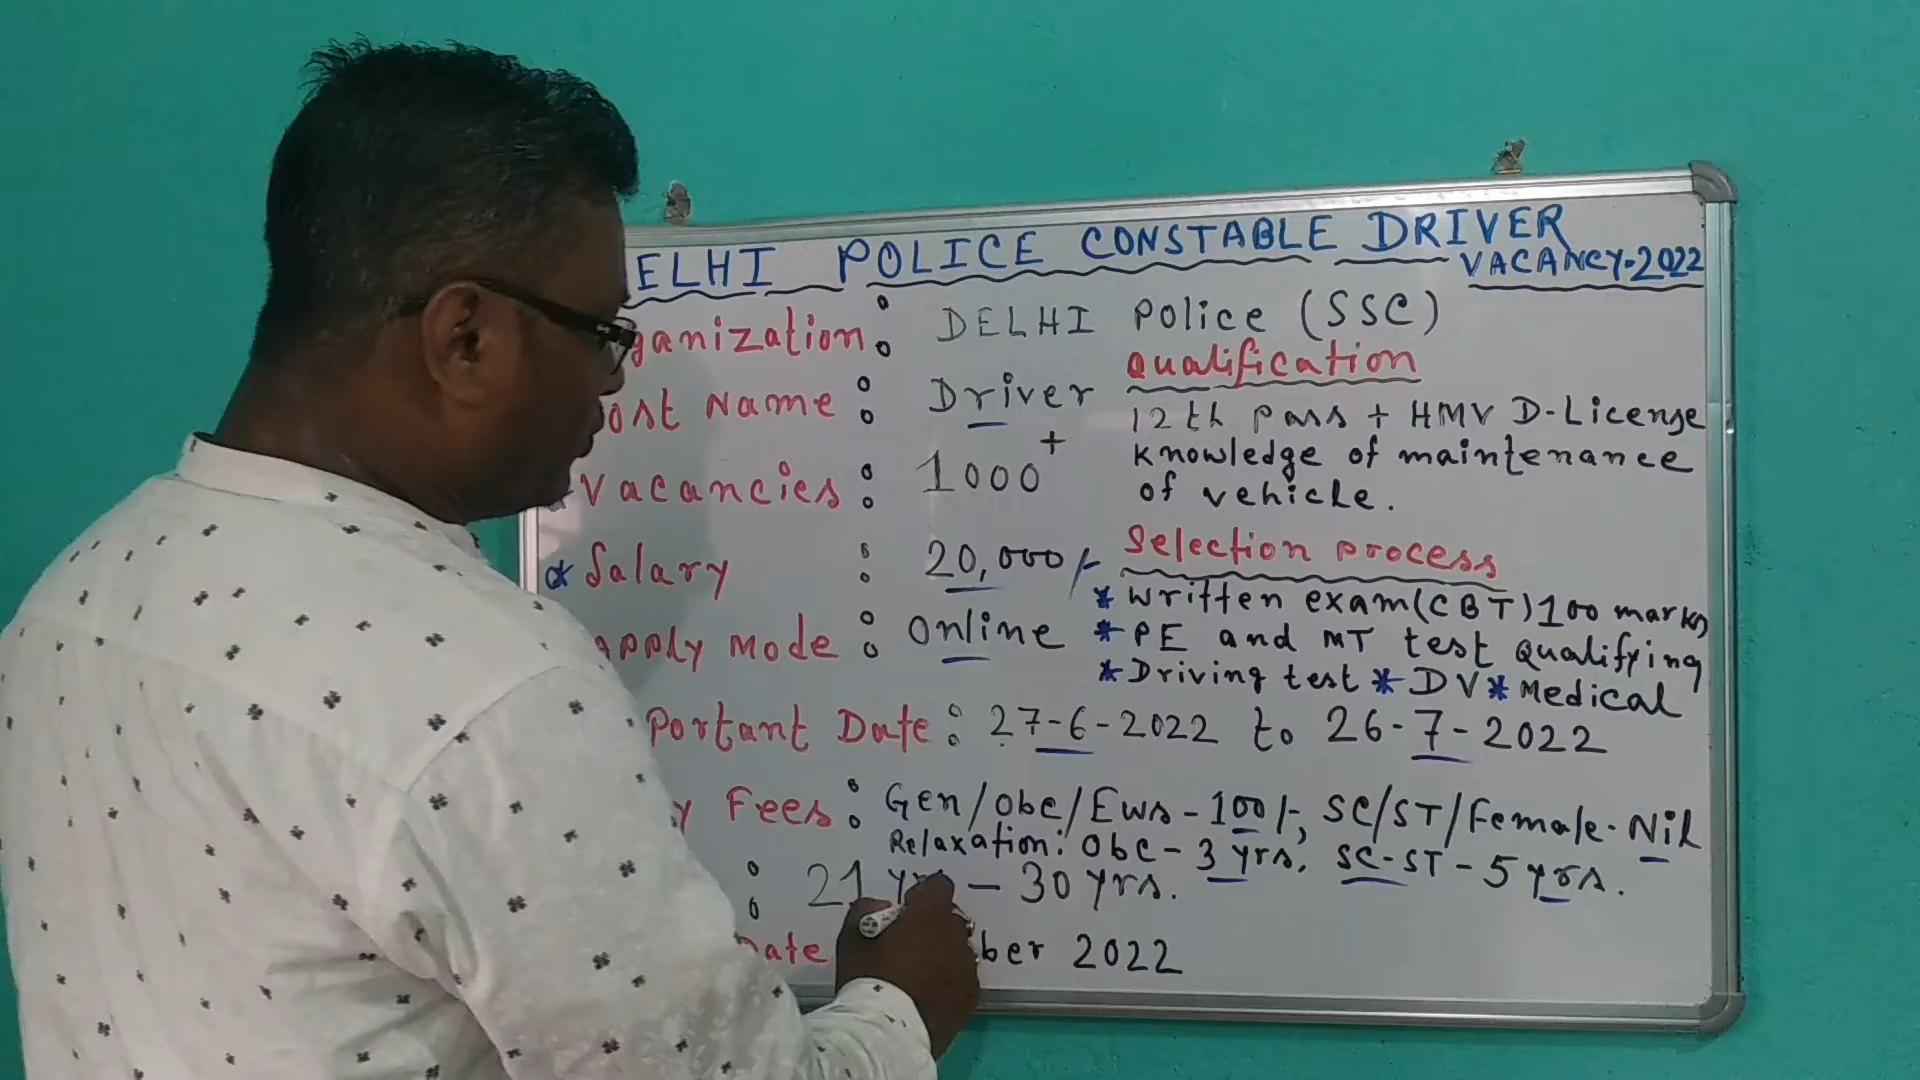 ELHI POLICE CONSTABLE DRIVER
VACANCY-2022
ganization : DELHI Police (SSC)
ost Name : Driver
Vacancies : 1000+
* Salary : 20,000/-
Apply Mode : Online
Qualification
12th pass + HMV D-License
Knowledge of maintenance
of vehicle.
Selection process
* Written exam (CBT) 100 marks
* PE and MT test Qualifying
* Driving test * DV * Medical
portant Date : 27-6-2022 to 26-7-2022
y Fees : Gen/obc/Ews - 100/-, SC/ST/Female - Nil
Relaxation : Obc - 3 yrs, SC-ST - 5 yrs.
: 21 yrs - 30 yrs.
ate ber 2022